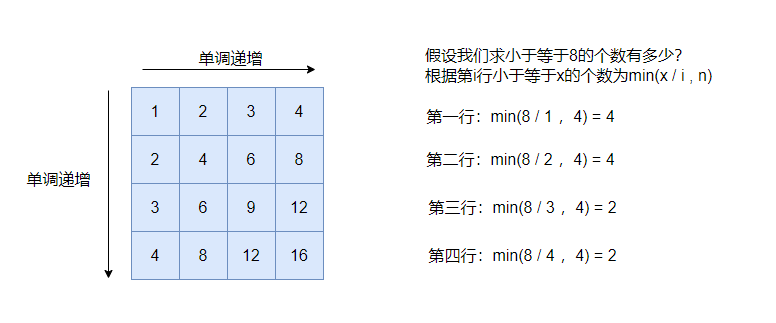 单调递增
单调递增
1 2 3 4
2 4 6 8
3 6 9 12
4 8 12 16
假设我们求小于等于8的个数有多少?
根据第i行小于等于x的个数为min(x / i , n)
第一行：min(8 / 1 ，4) = 4
第二行：min(8 / 2 ，4) = 4
第三行：min(8 / 3 ，4) = 2
第四行：min(8 / 4 ，4) = 2